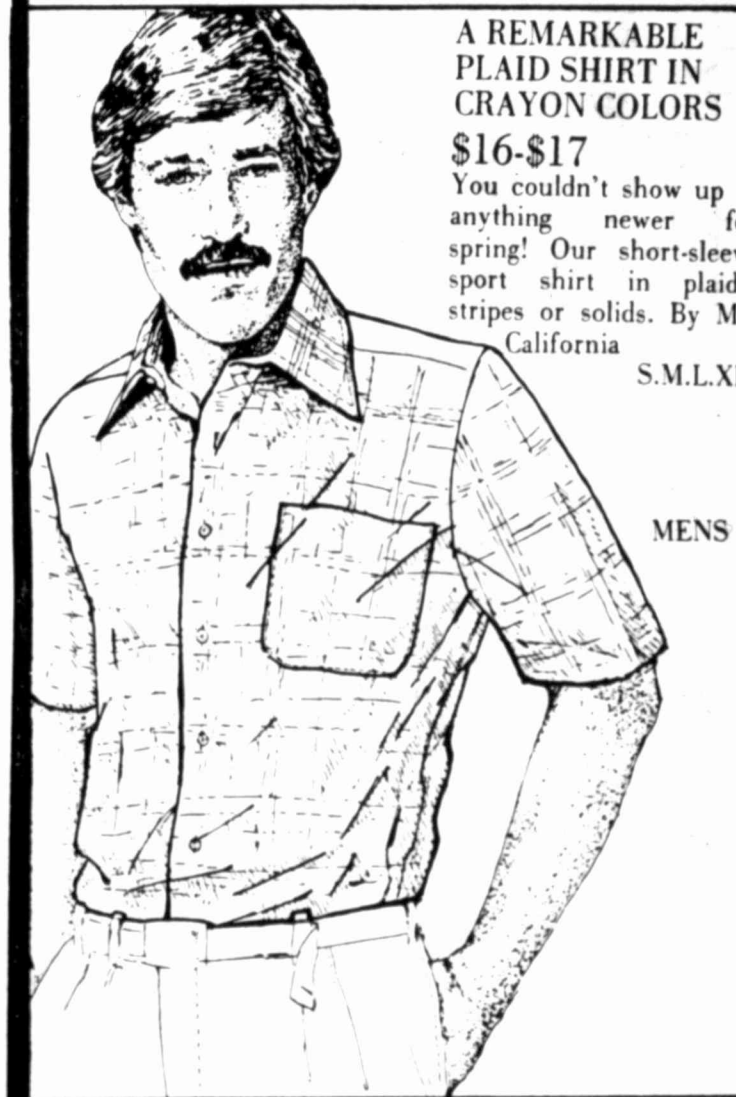 A REMARKABLE
PLAID SHIRT IN
CRAYON COLORS
$16-$17
You couldn't show up
anything newer
spring! Our
sport shirt in
stripes or solids. By
California
S.M.L.
MENS